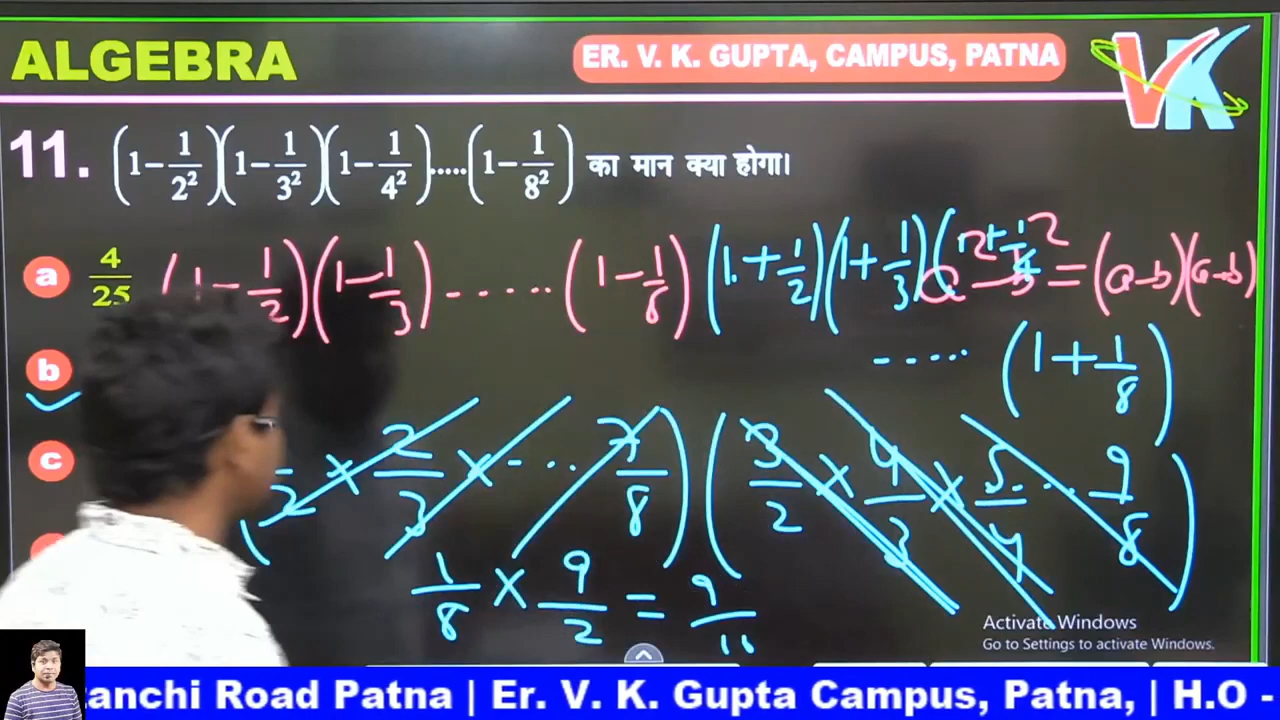 ALGEBRA
ER. V. K. GUPTA, CAMPUS, PATNA
VK
11. (1-1/2²)(1-1/3²)(1-1/4²).....(1-1/8²) का मान क्या होगा।
a 4/25 (1-1/2)(1-1/3)------(1-1/8) (1+1/2)(1+1/3)( a²-b²=(a-b)(a+b)
----- (1+1/8)
b
c
2/3 × --- 7/8) (3/2 × 4/3 × 5/4 --- 9/8)
1/8 × 9/2 = 9/
Activate Windows
Go to Settings to activate Windows.
anchi Road Patna | Er. V. K. Gupta Campus, Patna, | H.O -